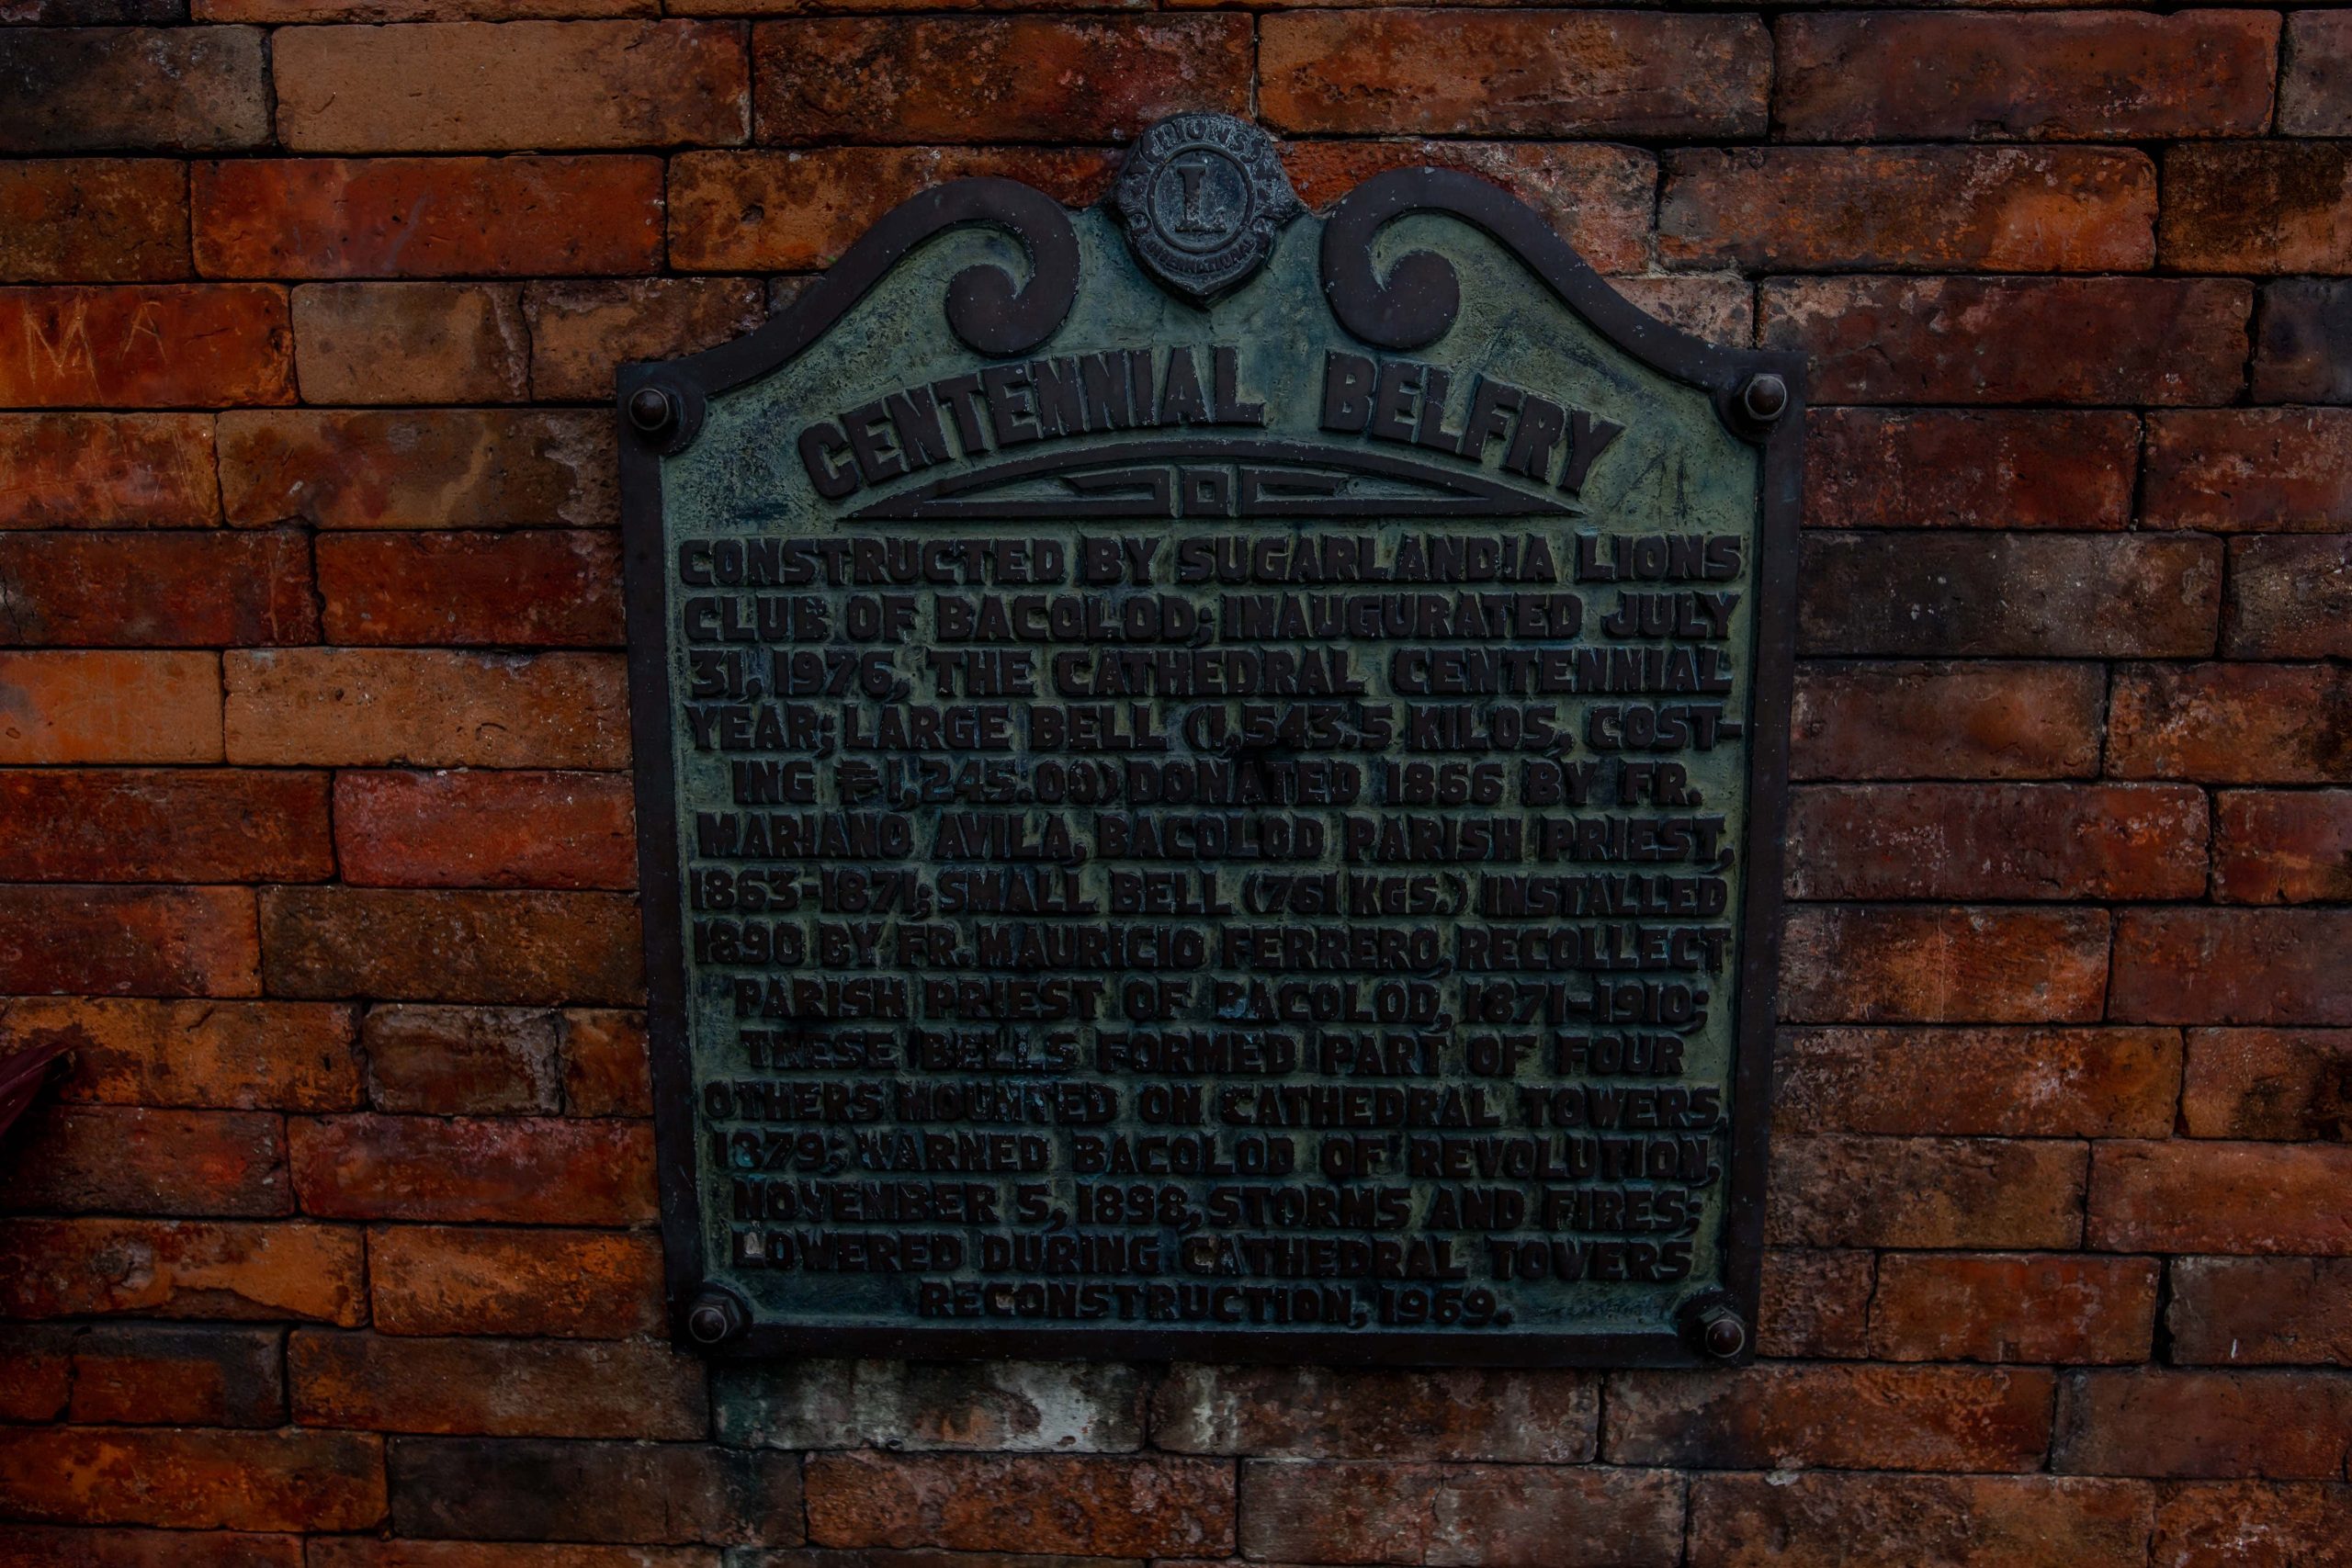 LIONS
L
INTERNATIONAL
CENTENNIAL BELFRY
CONSTRUCTED BY SUGARLANDIA LIONS
CLUB OF BACOLOD; INAUGURATED JULY
31, 1976, THE CATHEDRAL CENTENNIAL
YEAR; LARGE BELL (1,543.5 KILOS, COST-
ING ₱1,245.00) DONATED 1866 BY FR.
MARIANO AVILA, BACOLOD PARISH PRIEST,
1863-1871; SMALL BELL (761 KGS.) INSTALLED
1890 BY FR. MAURICIO FERRERO, RECOLLECT
PARISH PRIEST OF BACOLOD, 1871-1910;
THESE BELLS FORMED PART OF FOUR
OTHERS MOUNTED ON CATHEDRAL TOWERS,
1879; WARNED BACOLOD OF REVOLUTION,
NOVEMBER 5, 1898, STORMS AND FIRES;
LOWERED DURING CATHEDRAL TOWERS
RECONSTRUCTION, 1969.
MA